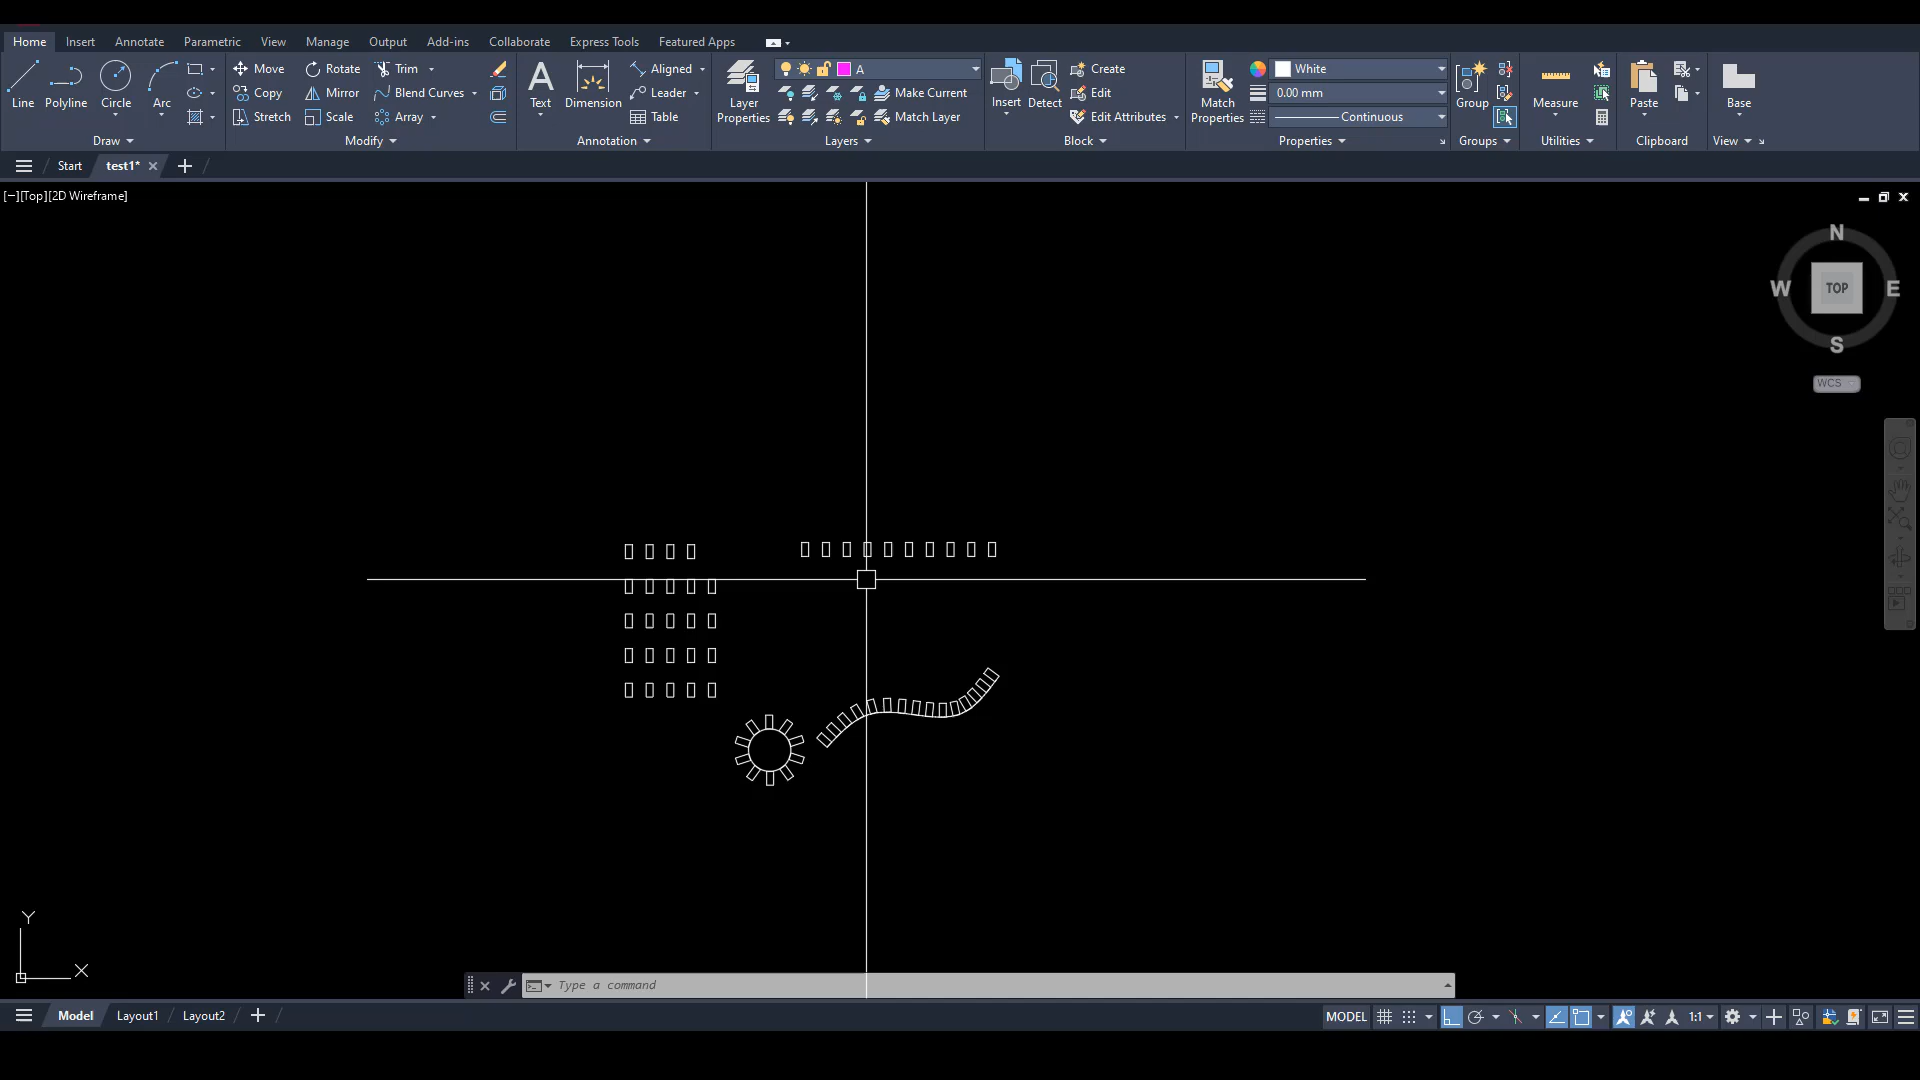 Home Insert Annotate Parametric View Manage Output Add-ins Collaborate Express Tools Featured Apps
Line Polyline Circle Arc
Move Rotate Trim
Copy Mirror Blend Curves
Stretch Scale Array
Text Dimension
Aligned
Leader
Table
Layer Properties
A
Make Current
Match Layer
Insert Detect
Create
Edit
Edit Attributes
Match Properties
White
0.00 mm
Continuous
Group
Measure
Paste
Base
Draw Modify Annotation Layers Block Properties Groups Utilities Clipboard View
Start test1*
[−][Top][2D Wireframe]
N
W TOP E
S
WCS
Y
X
Type a command
Model Layout1 Layout2
MODEL 1:1